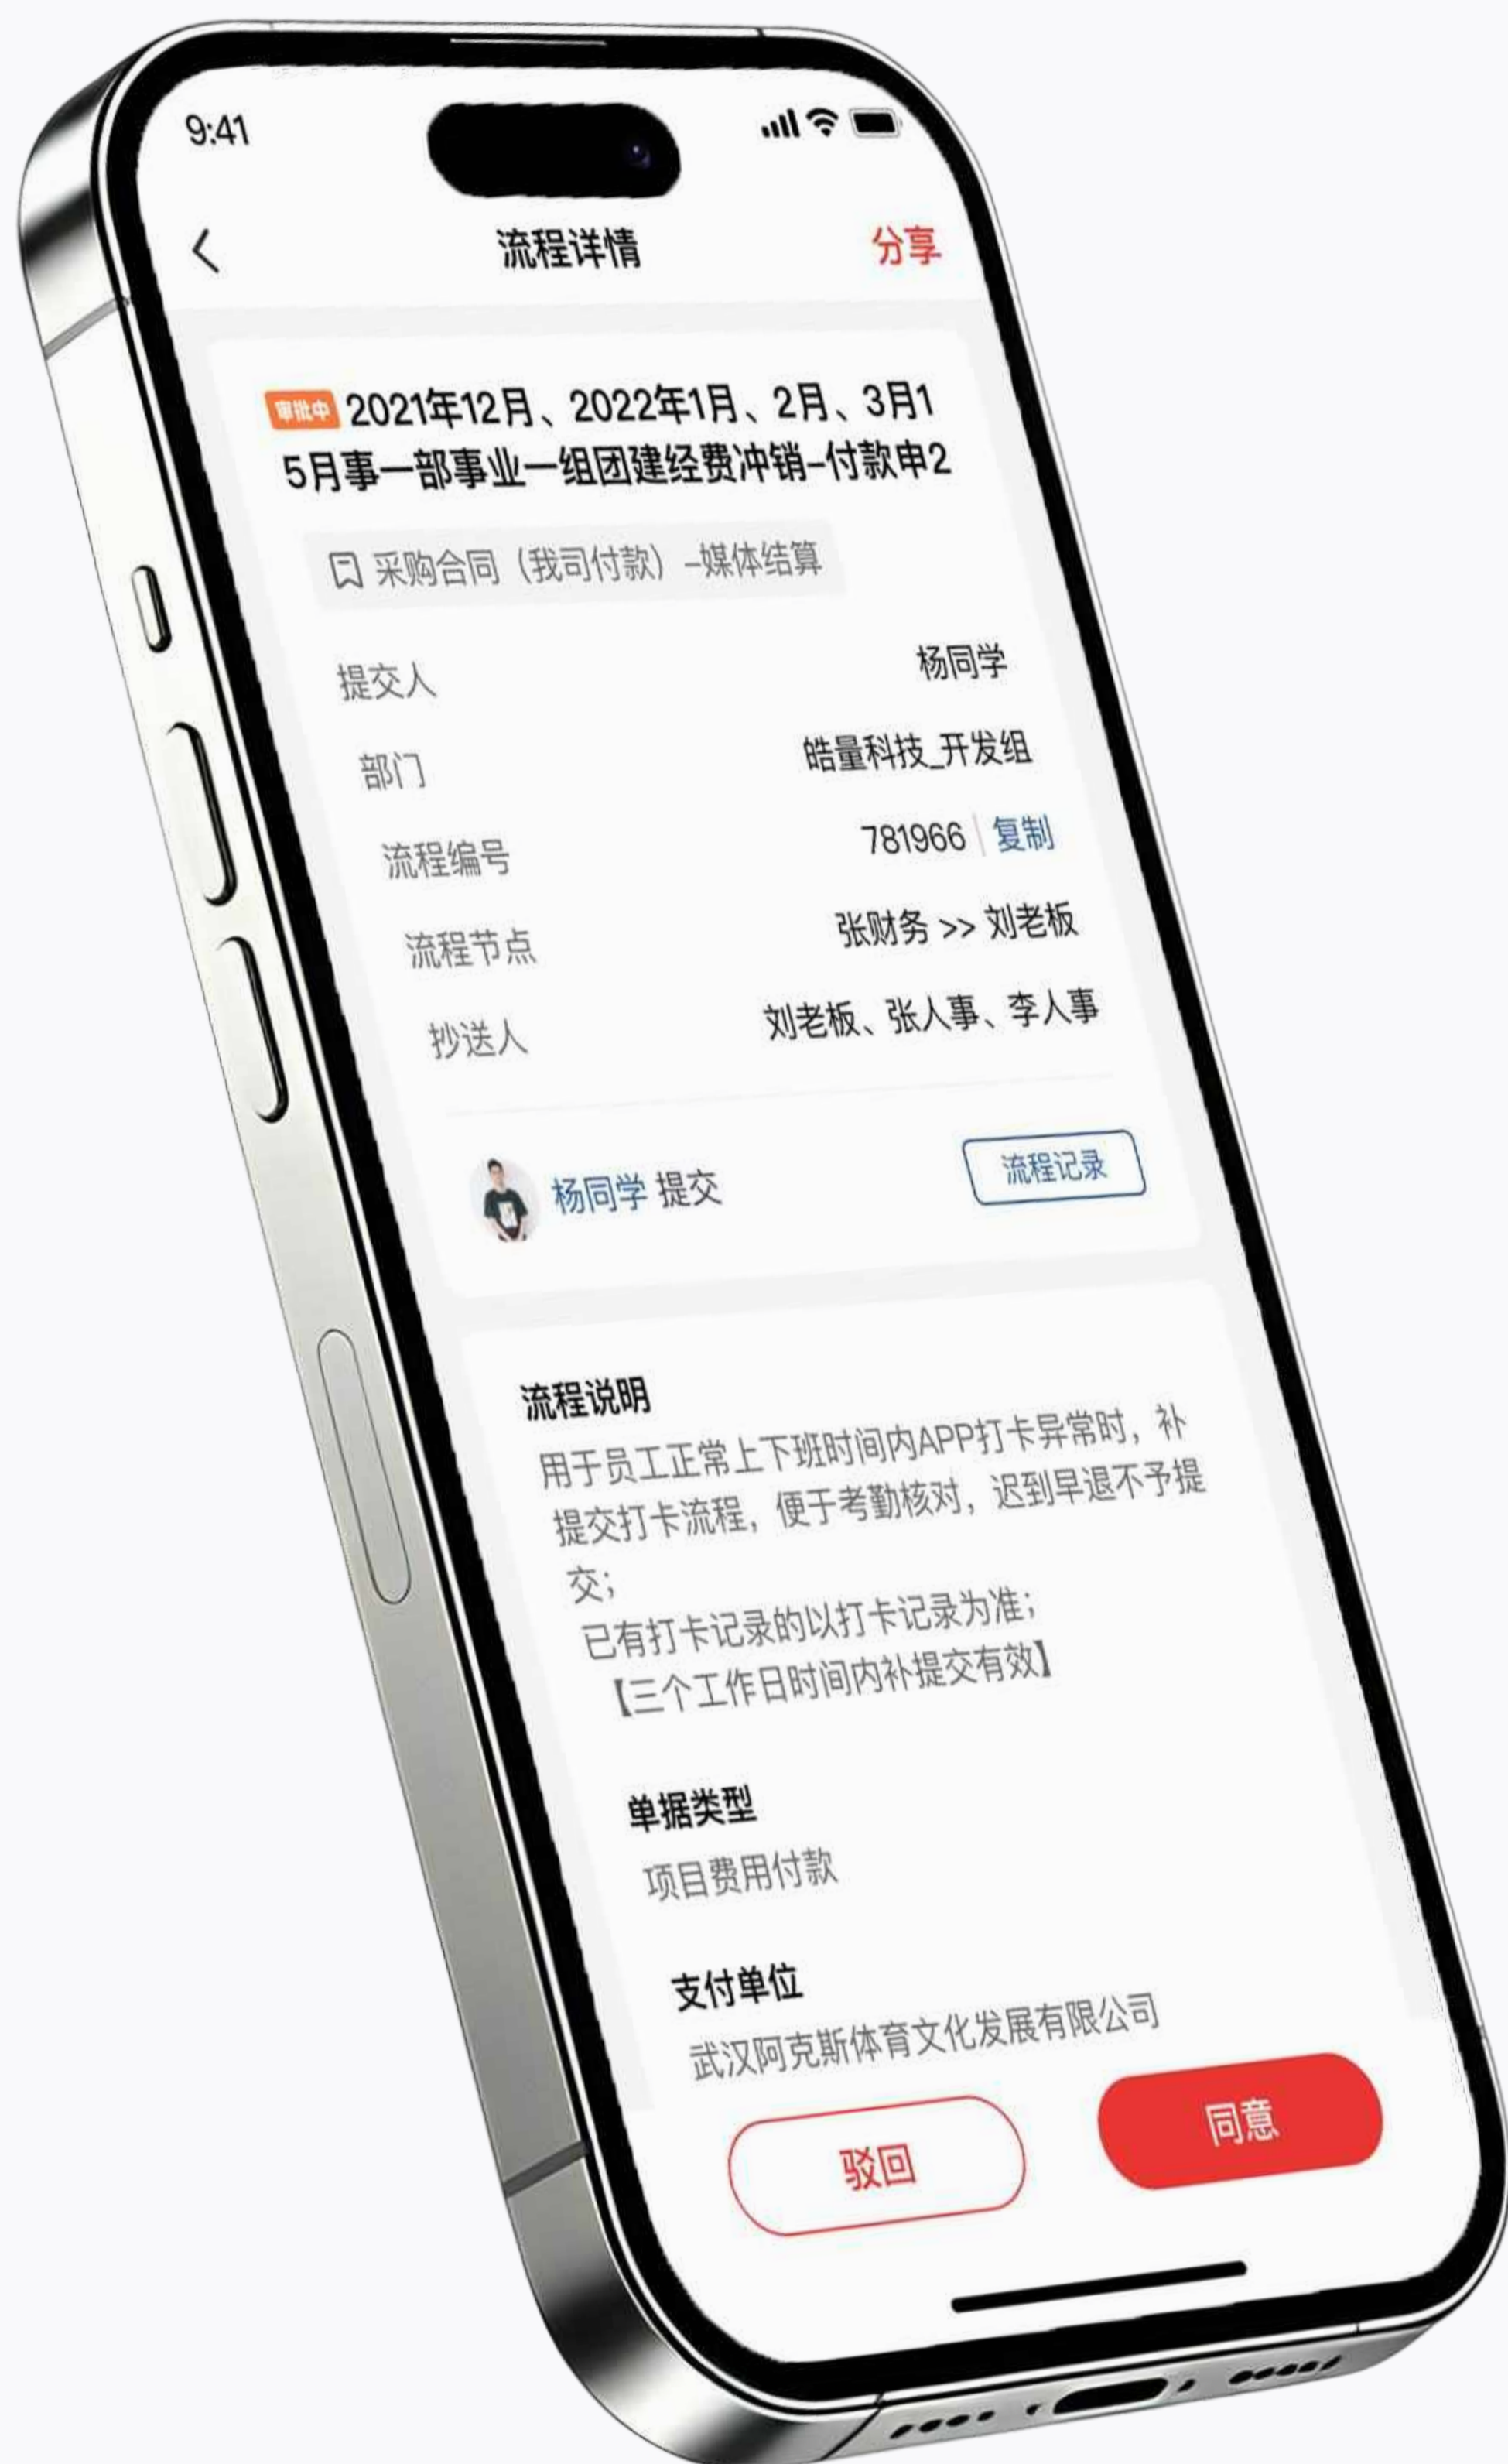 9:41
流程详情
分享
审批中 2021年12月、2022年1月、2月、3月1
5月事一部事业一组团建经费冲销-付款申2
采购合同（我司付款）-媒体结算
提交人 杨同学
部门 皓量科技_开发组
流程编号 781966 | 复制
流程节点 张财务 >> 刘老板
抄送人 刘老板、张人事、李人事
杨同学 提交 流程记录
流程说明
用于员工正常上下班时间内APP打卡异常时，补
提交打卡流程，便于考勤核对，迟到早退不予提
交；
已有打卡记录的以打卡记录为准；
【三个工作日时间内补提交有效】
单据类型
项目费用付款
支付单位
武汉阿克斯体育文化发展有限公司
驳回 同意